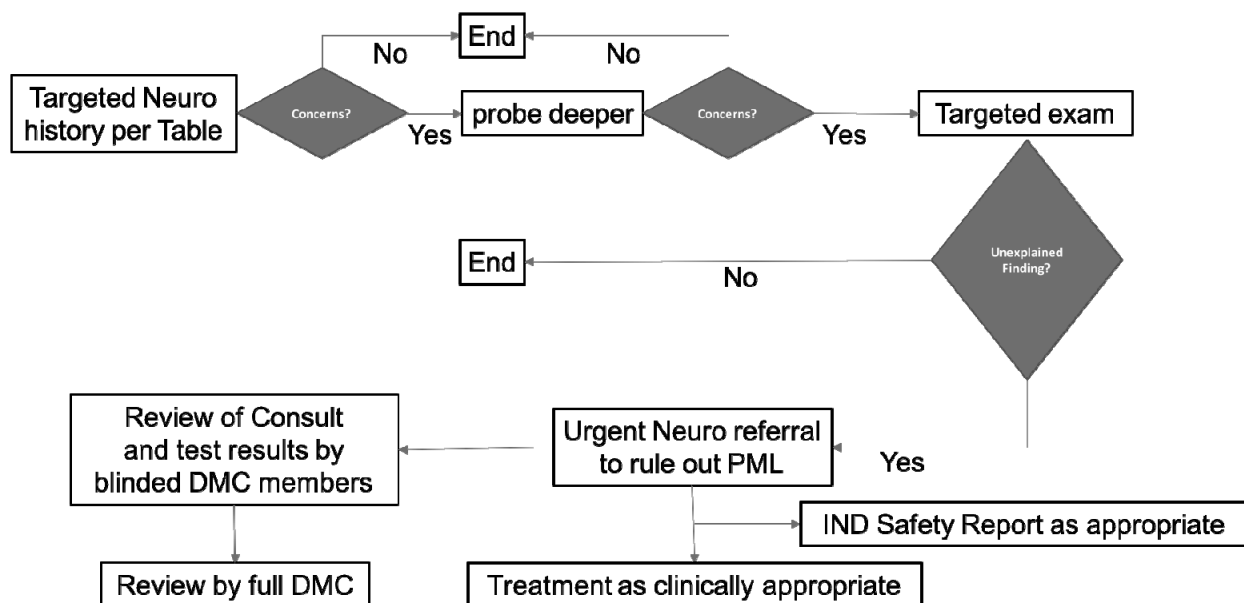 End
No
No
Targeted Neuro
history per Table
Concerns?
Yes
probe deeper
Concerns?
Yes
Targeted exam
Unexplained
Finding?
End
No
Review of Consult
and test results by
blinded DMC members
Urgent Neuro referral
to rule out PML
Yes
IND Safety Report as appropriate
Review by full DMC
Treatment as clinically appropriate